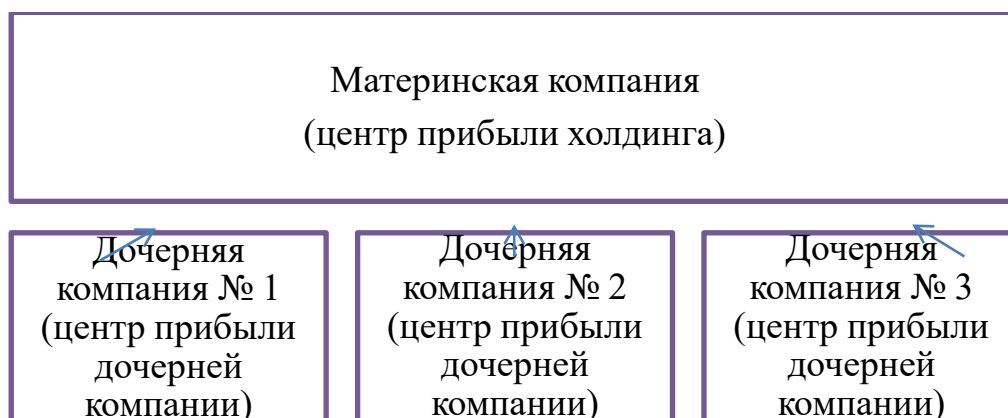 Материнская компания
(центр прибыли холдинга)
Дочерняя
компания № 1
(центр прибыли
дочерней
компании)
Дочерняя
компания № 2
(центр прибыли
дочерней
компании)
Дочерняя
компания № 3
(центр прибыли
дочерней
компании)